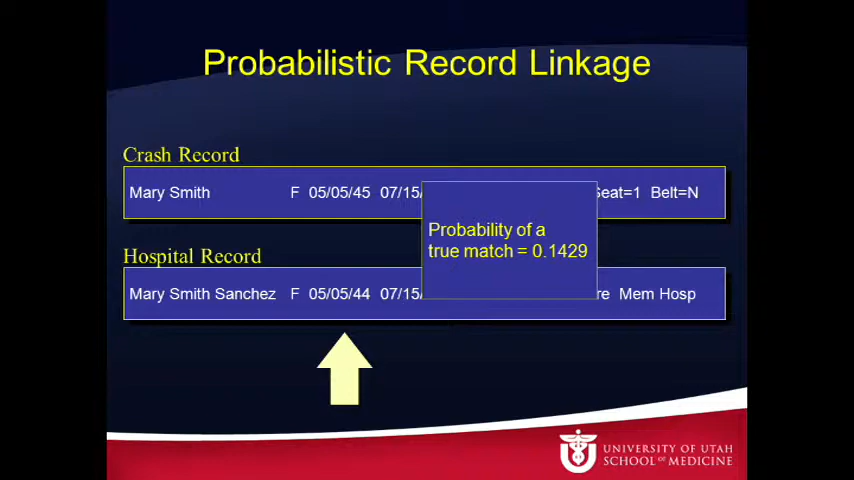 Probabilistic Record Linkage
Crash Record
Mary Smith F 05/05/45 07/15/ Seat=1 Belt=N
Probability of a
true match = 0.1429
Hospital Record
Mary Smith Sanchez F 05/05/44 07/15/ re Mem Hosp
UNIVERSITY OF UTAH
SCHOOL OF MEDICINE